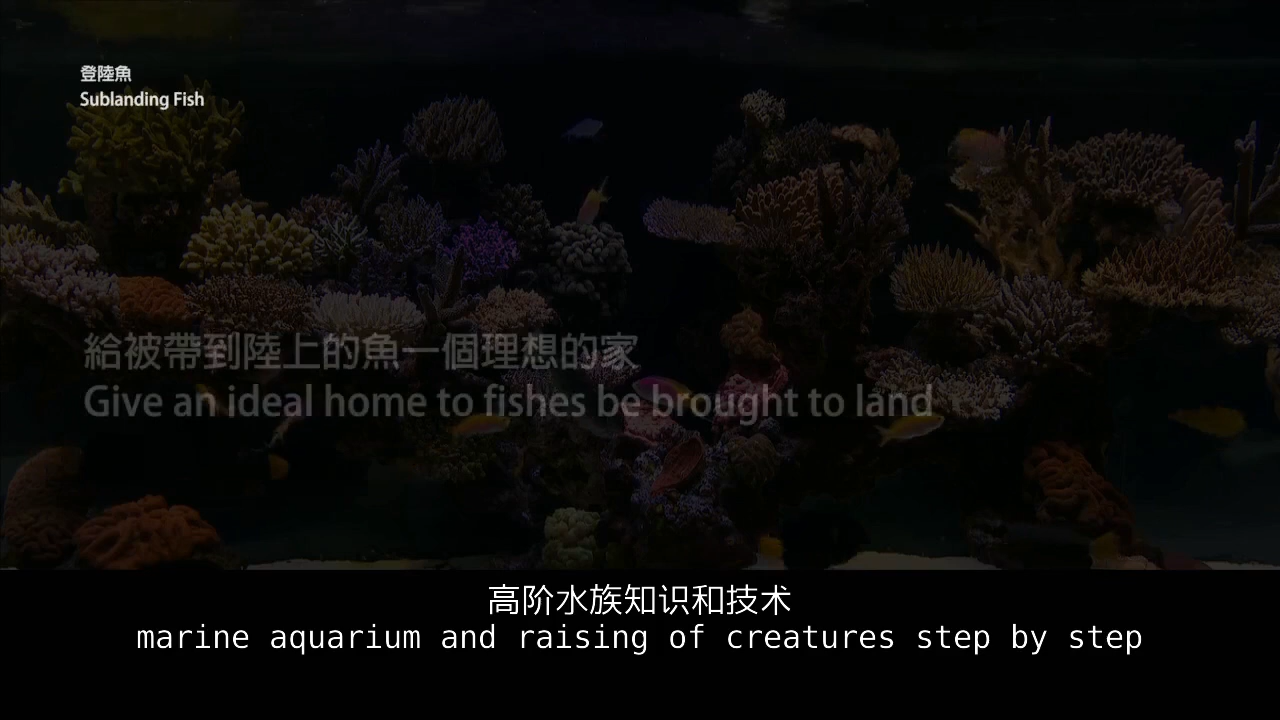 登陸魚
Sublanding Fish
給被帶到陸上的魚一個理想的家
Give an ideal home to fishes be brought to land
高阶水族知识和技术
marine aquarium and raising of creatures step by step